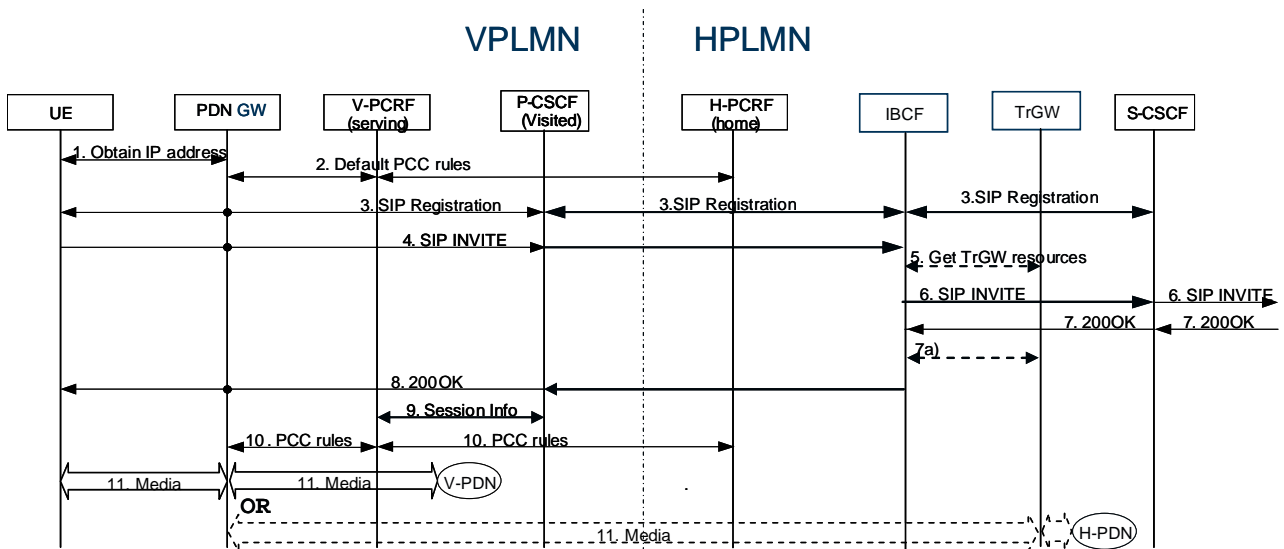 VPLMN
HPLMN
UE
PDN GW
V-PCRF
(serving)
P-CSCF
(Visited)
H-PCRF
(home)
IBCF
TrGW
S-CSCF
1. Obtain IP address
2. Default PCC rules
3. SIP Registration
3.SIP Registration
3.SIP Registration
4. SIP INVITE
5. Get TrGW resources
6. SIP INVITE
6. SIP INVITE
7. 200OK
7. 200OK
7a)
8. 200OK
9. Session Info
10 . PCC rules
10. PCC rules
11. Media
11. Media
V-PDN
OR
11. Media
H-PDN